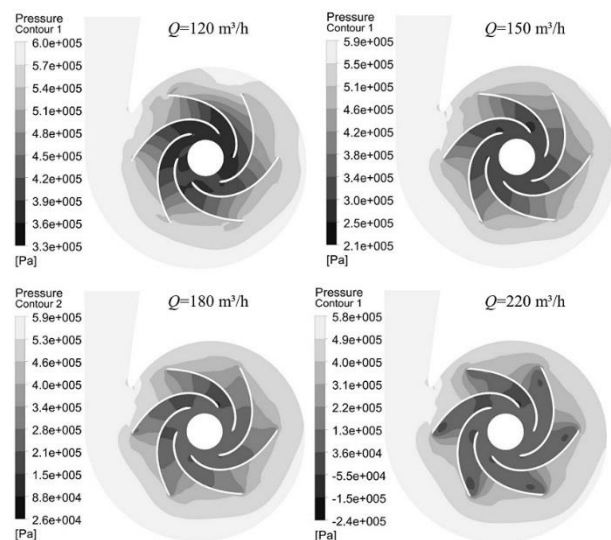 Pressure
Contour 1
Q=120 m³/h
6.0e+005
5.7e+005
5.4e+005
5.1e+005
4.8e+005
4.5e+005
4.2e+005
3.9e+005
3.6e+005
3.3e+005
[Pa]
Pressure
Contour 1
Q=150 m³/h
5.9e+005
5.5e+005
5.1e+005
4.6e+005
4.2e+005
3.8e+005
3.4e+005
3.0e+005
2.6e+005
2.1e+005
[Pa]
Pressure
Contour 2
Q=180 m³/h
5.9e+005
5.3e+005
4.6e+005
4.0e+005
3.4e+005
2.8e+005
2.1e+005
1.5e+005
8.8e+004
2.6e+004
[Pa]
Pressure
Contour 1
Q=220 m³/h
5.8e+005
4.9e+005
4.0e+005
3.1e+005
2.2e+005
1.3e+005
3.6e+004
-5.5e+004
-1.5e+005
-2.4e+005
[Pa]